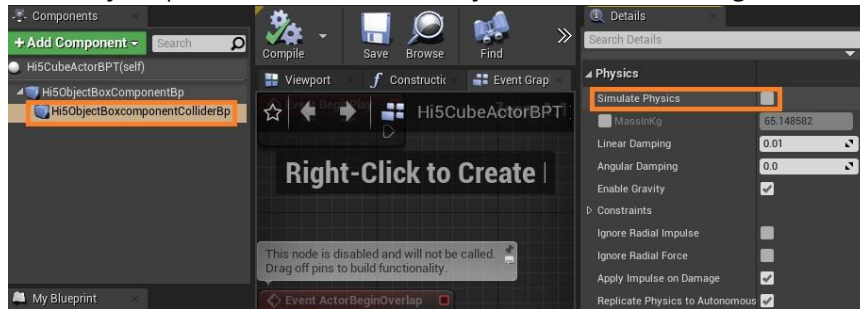 Components
+Add Component
Search
Hi5CubeActorBPT(self)
Hi5ObjectBoxComponentBp
Hi5ObjectBoxcomponentColliderBp
My Blueprint
Compile
Save
Browse
Find
Viewport
Constructic
Event Grap
Hi5CubeActorBPT
Right-Click to Create
This node is disabled and will not be called.
Drag off pins to build functionality.
Event ActorBeginOverlap
Details
Search Details
Physics
Simulate Physics
MassInKg 65.148582
Linear Damping 0.01
Angular Damping 0.0
Enable Gravity
Constraints
Ignore Radial Impulse
Ignore Radial Force
Apply Impulse on Damage
Replicate Physics to Autonomous